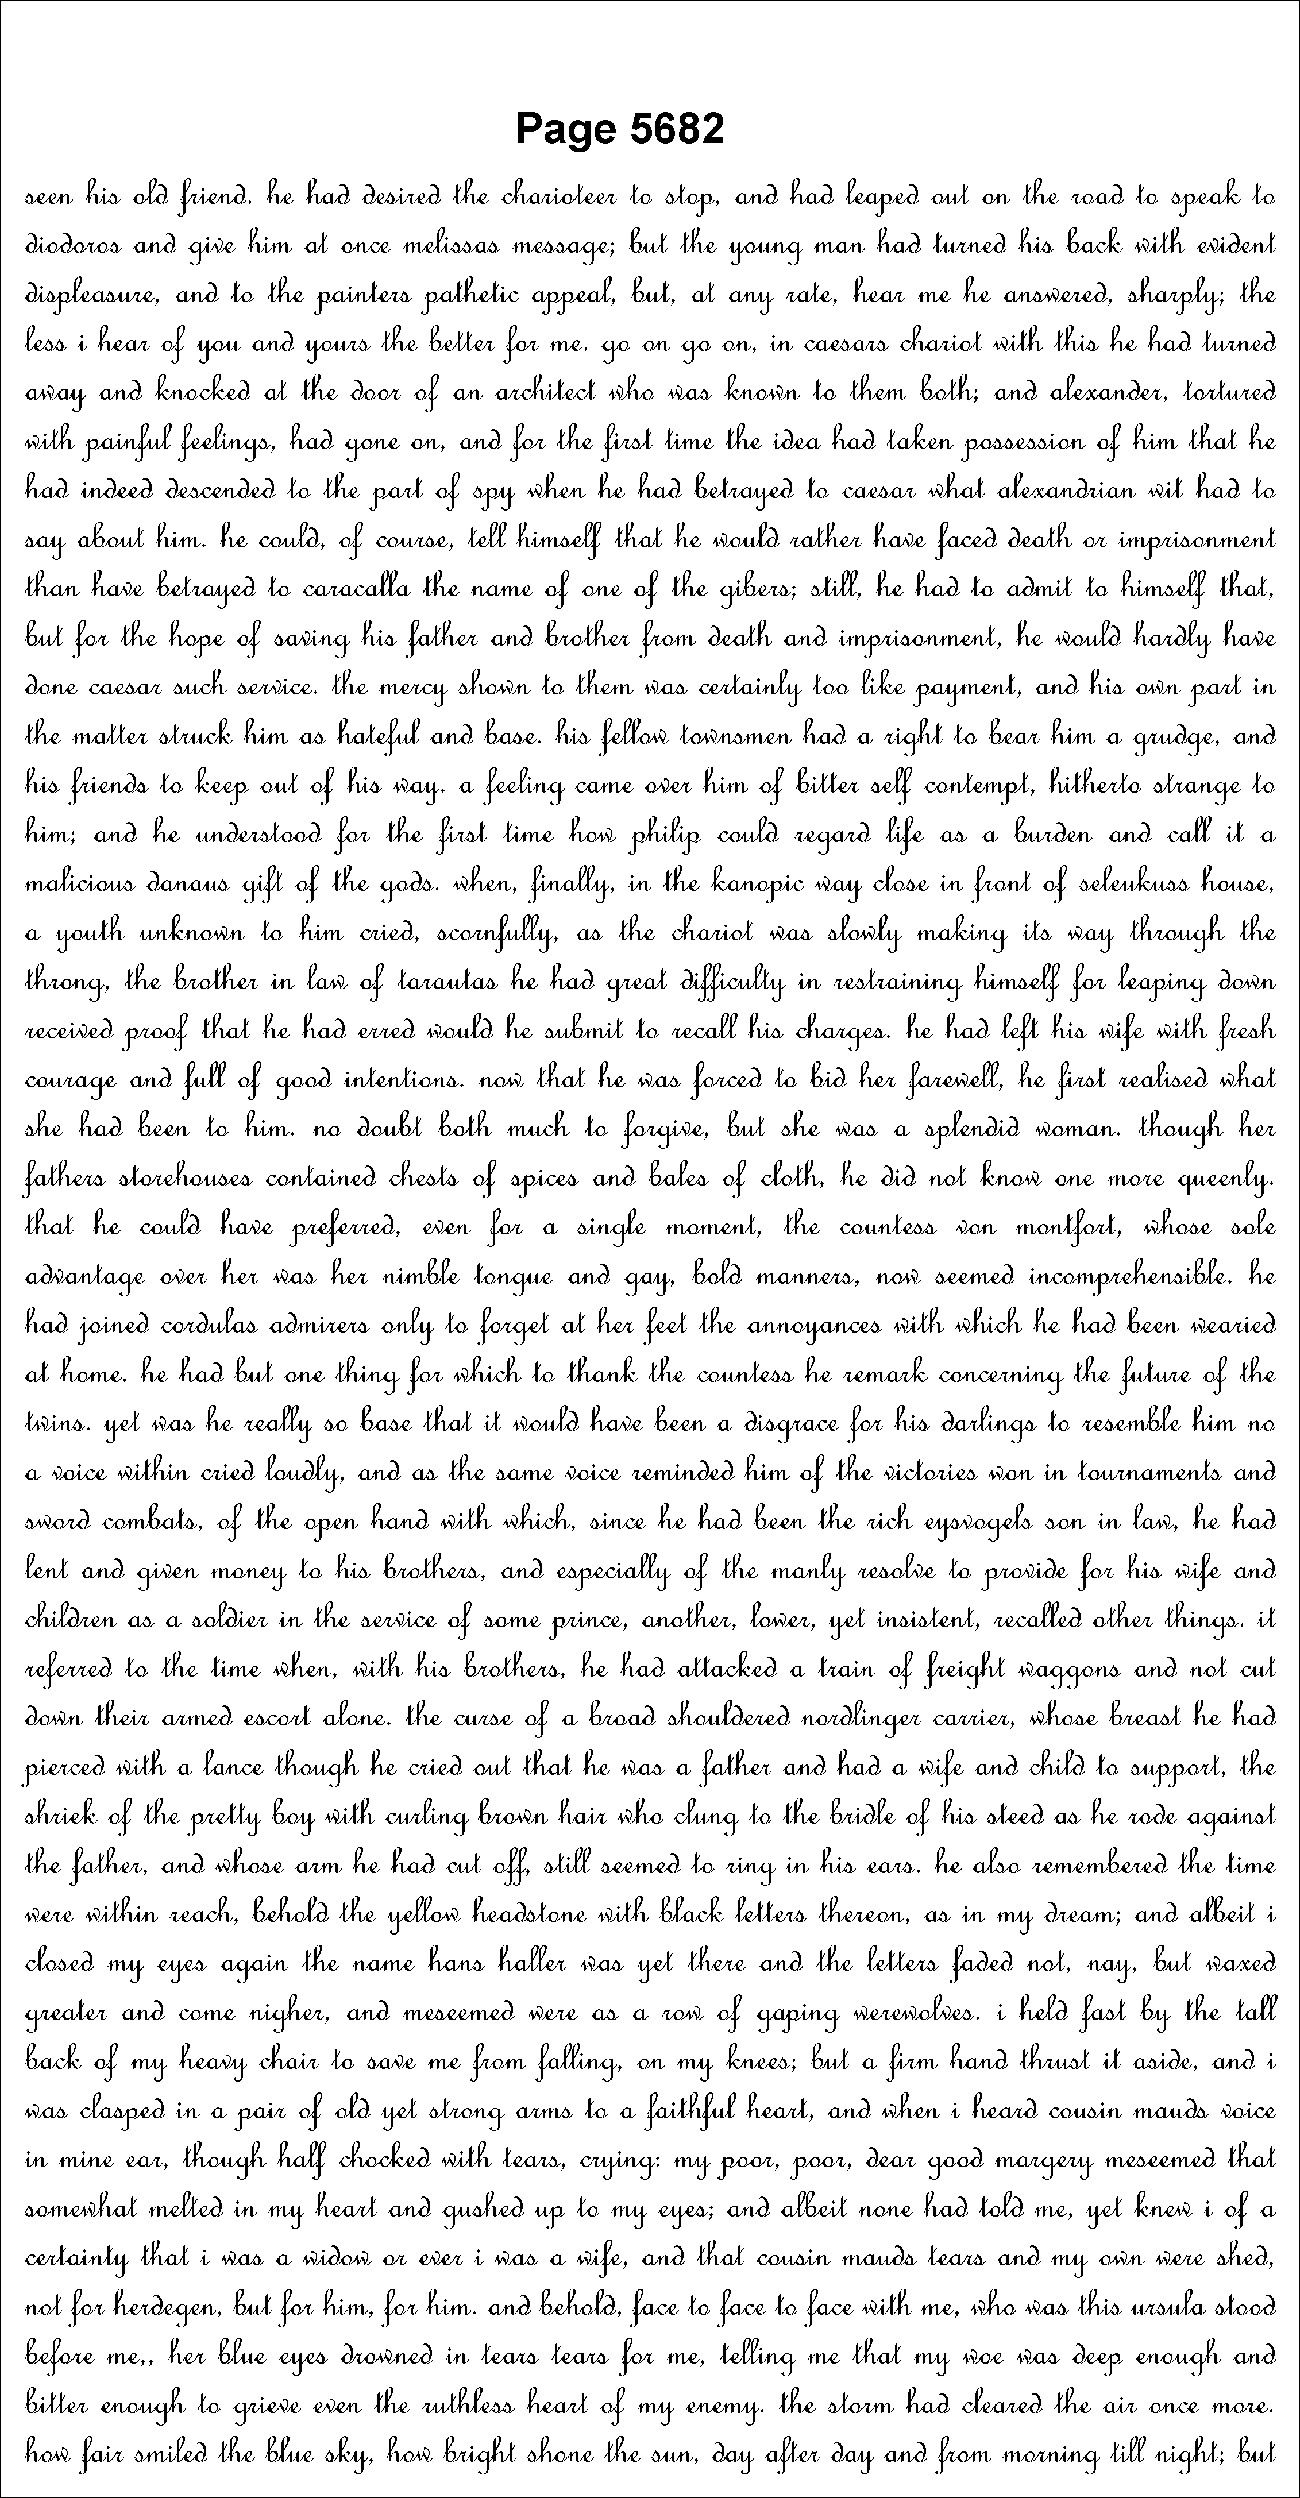 Page 5682
seen his old friend. he had desired the charioteer to stop, and had leaped out on the road to speak to
diodoros and give him at once melissas message; but the young man had turned his back with evident
displeasure, and to the painters pathetic appeal, but, at any rate, hear me he answered, sharply; the
less i hear of you and yours the better for me. go on go on, in caesars chariot with this he had turned
away and knocked at the door of an architect who was known to them both; and alexander, tortured
with painful feelings, had gone on, and for the first time the idea had taken possession of him that he
had indeed descended to the part of spy when he had betrayed to caesar what alexandrian wit had to
say about him. he could, of course, tell himself that he would rather have faced death or imprisonment
than have betrayed to caracalla the name of one of the gibers; still, he had to admit to himself that,
but for the hope of saving his father and brother from death and imprisonment, he would hardly have
done caesar such service. the mercy shown to them was certainly too like payment, and his own part in
the matter struck him as hateful and base. his fellow townsmen had a right to bear him a grudge, and
his friends to keep out of his way. a feeling came over him of bitter self contempt, hitherto strange to
him; and he understood for the first time how philip could regard life as a burden and call it a
malicious danaus gift of the gods. when, finally, in the kanopic way close in front of seleukuss house,
a youth unknown to him cried, scornfully, as the chariot was slowly making its way through the
throng, the brother in law of tarautas he had great difficulty in restraining himself for leaping down
received proof that he had erred would he submit to recall his charges. he had left his wife with fresh
courage and full of good intentions. now that he was forced to bid her farewell, he first realised what
she had been to him. no doubt both much to forgive, but she was a splendid woman. though her
fathers storehouses contained chests of spices and bales of cloth, he did not know one more queenly.
that he could have preferred, even for a single moment, the countess von montfort, whose sole
advantage over her was her nimble tongue and gay, bold manners, now seemed incomprehensible. he
had joined cordulas admirers only to forget at her feet the annoyances with which he had been wearied
at home. he had but one thing for which to thank the countess he remark concerning the future of the
twins. yet was he really so base that it would have been a disgrace for his darlings to resemble him no
a voice within cried loudly, and as the same voice reminded him of the victories won in tournaments and
sword combats, of the open hand with which, since he had been the rich eysvogels son in law, he had
lent and given money to his brothers, and especially of the manly resolve to provide for his wife and
children as a soldier in the service of some prince, another, lower, yet insistent, recalled other things. it
referred to the time when, with his brothers, he had attacked a train of freight waggons and not cut
down their armed escort alone. the curse of a broad shouldered nordlinger carrier, whose breast he had
pierced with a lance though he cried out that he was a father and had a wife and child to support, the
shriek of the pretty boy with curling brown hair who clung to the bridle of his steed as he rode against
the father, and whose arm he had cut off, still seemed to ring in his ears. he also remembered the time
were within reach, behold the yellow headstone with black letters thereon, as in my dream; and albeit i
closed my eyes again the name hans haller was yet there and the letters faded not, nay, but waxed
greater and come nigher, and meseemed were as a row of gaping werewolves. i held fast by the tall
back of my heavy chair to save me from falling, on my knees; but a firm hand thrust it aside, and i
was clasped in a pair of old yet strong arms to a faithful heart, and when i heard cousin mauds voice
in mine ear, though half chocked with tears, crying: my poor, poor, dear good margery meseemed that
somewhat melted in my heart and gushed up to my eyes; and albeit none had told me, yet knew i of a
certainty that i was a widow or ever i was a wife, and that cousin mauds tears and my own were shed,
not for herdegen, but for him, for him. and behold, face to face to face with me, who was this ursula stood
before me,, her blue eyes drowned in tears tears for me, telling me that my woe was deep enough and
bitter enough to grieve even the ruthless heart of my enemy. the storm had cleared the air once more.
how fair smiled the blue sky, how bright shone the sun, day after day and from morning till night; but